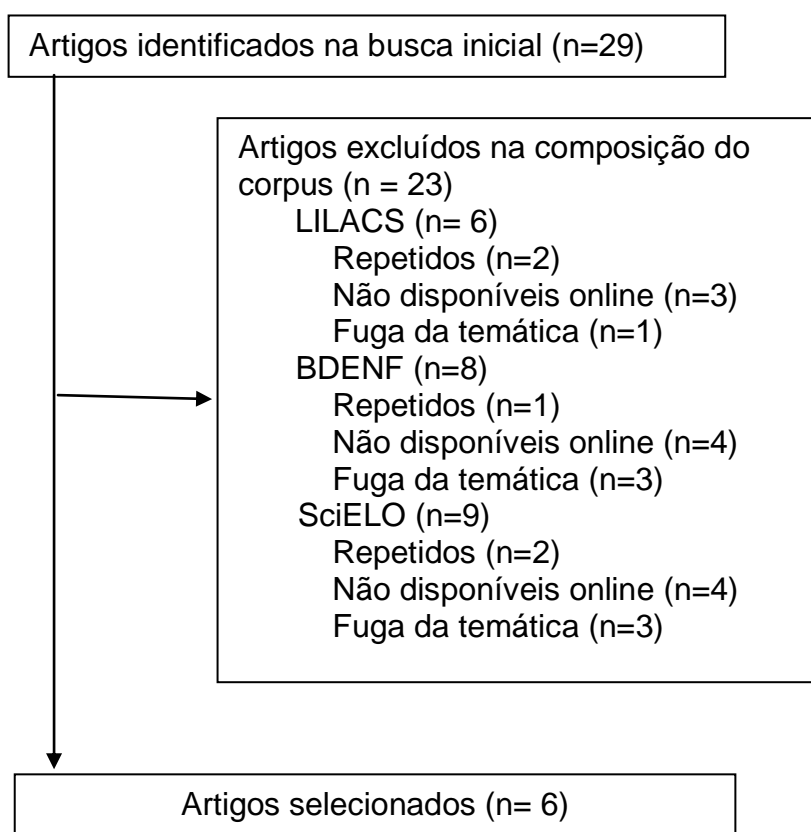 Artigos identificados na busca inicial (n=29)
Artigos excluídos na composição do
corpus (n = 23)
LILACS (n= 6)
Repetidos (n=2)
Não disponíveis online (n=3)
Fuga da temática (n=1)
BDENF (n=8)
Repetidos (n=1)
Não disponíveis online (n=4)
Fuga da temática (n=3)
SciELO (n=9)
Repetidos (n=2)
Não disponíveis online (n=4)
Fuga da temática (n=3)
Artigos selecionados (n= 6)